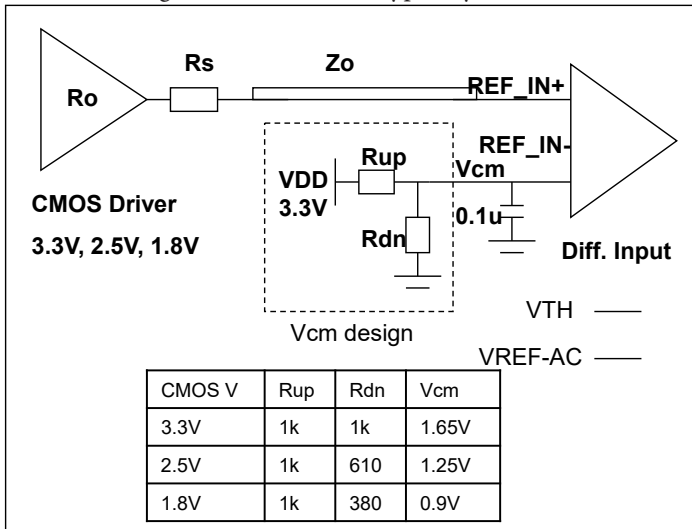 Rs
Zo
REF_IN+
Ro
REF_IN-
Rup
Vcm
VDD
3.3V
CMOS Driver
0.1u
Rdn
3.3V, 2.5V, 1.8V
Diff. Input
VTH
Vcm design
VREF-AC
CMOS V Rup Rdn Vcm
3.3V 1k 1k 1.65V
2.5V 1k 610 1.25V
1.8V 1k 380 0.9V